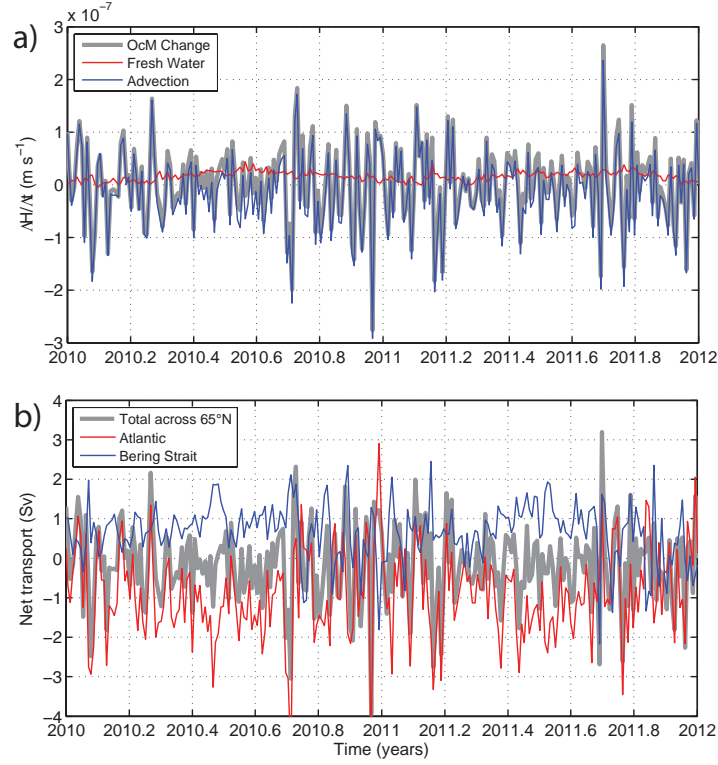 a)
x 10⁻⁷
OcM Change
Fresh Water
Advection
3
2
1
0
−1
−2
−3
2010 2010.2 2010.4 2010.6 2010.8 2011 2011.2 2011.4 2011.6 2011.8 2012
b)
Total across 65°N
Atlantic
Bering Strait
Net transport (Sv)
4
3
2
1
0
−1
−2
−3
−4
2010 2010.2 2010.4 2010.6 2010.8 2011 2011.2 2011.4 2011.6 2011.8 2012
Time (years)